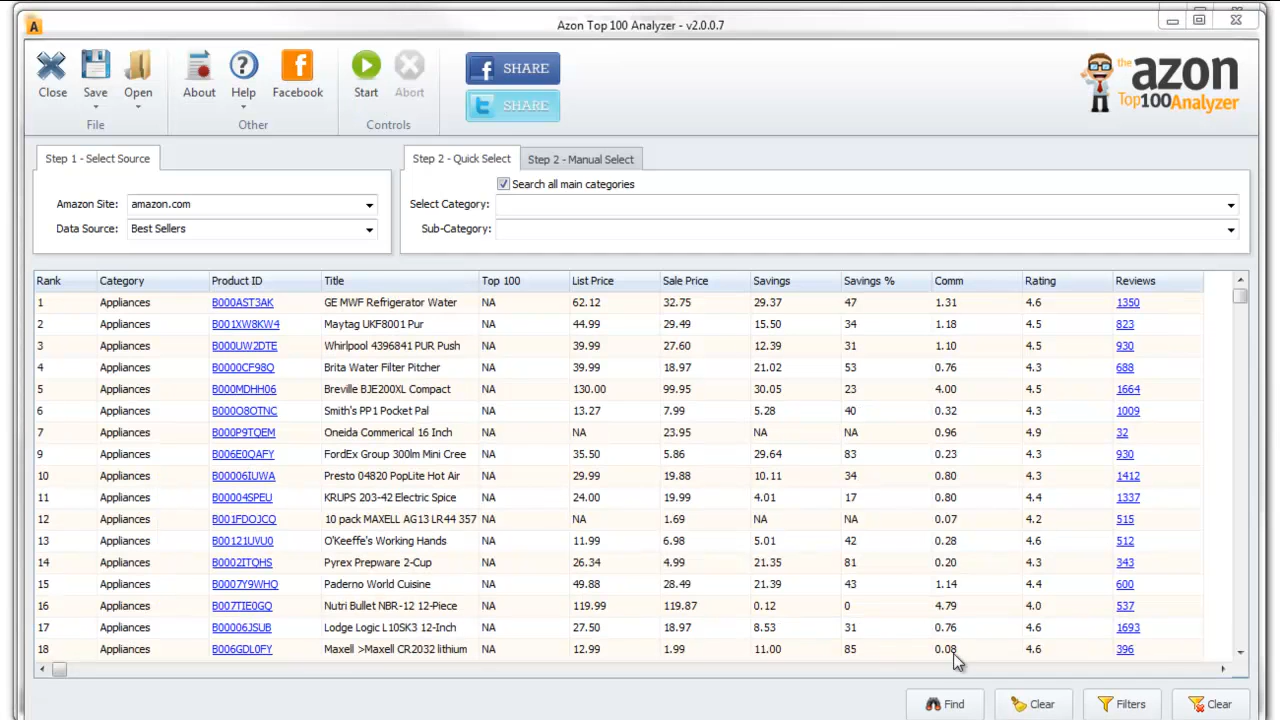 Azon Top 100 Analyzer - v2.0.0.7
Close Save Open About Help Facebook Start Abort
File Other Controls
f SHARE
t SHARE
the azon
Top100Analyzer
Step 1 - Select Source
Step 2 - Quick Select Step 2 - Manual Select
Search all main categories
Amazon Site: amazon.com
Select Category:
Data Source: Best Sellers
Sub-Category:
Rank Category Product ID Title Top 100 List Price Sale Price Savings Savings % Comm Rating Reviews
1 Appliances B000AST3AK GE MWF Refrigerator Water NA 62.12 32.75 29.37 47 1.31 4.6 1350
2 Appliances B001XW8KW4 Maytag UKF8001 Pur NA 44.99 29.49 15.50 34 1.18 4.5 823
3 Appliances B000UW2DTE Whirlpool 4396841 PUR Push NA 39.99 27.60 12.39 31 1.10 4.5 930
4 Appliances B0000CF98Q Brita Water Filter Pitcher NA 39.99 18.97 21.02 53 0.76 4.3 688
5 Appliances B000MDHH06 Breville BJE200XL Compact NA 130.00 99.95 30.05 23 4.00 4.5 1664
6 Appliances B000O8OTNC Smith's PP1 Pocket Pal NA 13.27 7.99 5.28 40 0.32 4.3 1009
7 Appliances B000P9TQEM Oneida Commerical 16 Inch NA NA 23.95 NA NA 0.96 4.9 32
9 Appliances B006E0QAFY FordEx Group 300lm Mini Cree NA 35.50 5.86 29.64 83 0.23 4.3 930
10 Appliances B00006IUWA Presto 04820 PopLite Hot Air NA 29.99 19.88 10.11 34 0.80 4.3 1412
11 Appliances B00004SPEU KRUPS 203-42 Electric Spice NA 24.00 19.99 4.01 17 0.80 4.4 1337
12 Appliances B001FDOJCQ 10 pack MAXELL AG13 LR44 357 NA NA 1.69 NA NA 0.07 4.2 515
13 Appliances B00121UVU0 O'Keeffe's Working Hands NA 11.99 6.98 5.01 42 0.28 4.6 512
14 Appliances B0002ITQHS Pyrex Prepware 2-Cup NA 26.34 4.99 21.35 81 0.20 4.3 343
15 Appliances B0007Y9WHQ Paderno World Cuisine NA 49.88 28.49 21.39 43 1.14 4.4 600
16 Appliances B007TIE0GQ Nutri Bullet NBR-12 12-Piece NA 119.99 119.87 0.12 0 4.79 4.0 537
17 Appliances B00006JSUB Lodge Logic L10SK3 12-Inch NA 27.50 18.97 8.53 31 0.76 4.6 1693
18 Appliances B006GDL0FY Maxell >Maxell CR2032 lithium NA 12.99 1.99 11.00 85 0.08 4.6 396
Find Clear Filters Clear